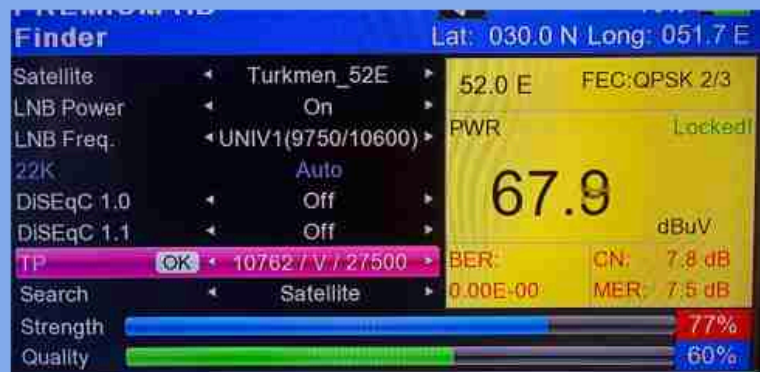 Finder
Lat: 030.0 N Long: 051.7 E
Satellite Turkmen_52E
LNB Power On
LNB Freq. UNIV1(9750/10600)
22K Auto
DiSEqC 1.0 Off
DiSEqC 1.1 Off
TP OK 10762 / V / 27500
Search Satellite
52.0 E FEC:QPSK 2/3
PWR Locked!
67.9
dBuV
BER: CN: 7.8 dB
0.00E-00 MER: 7.5 dB
Strength 77%
Quality 60%